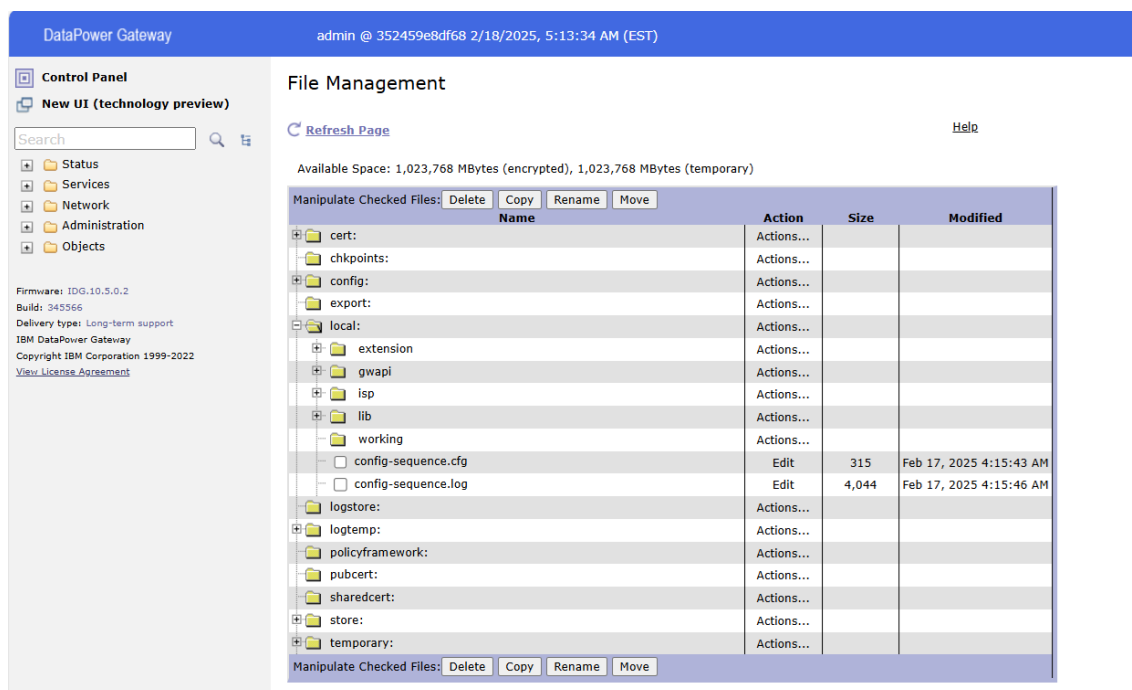 DataPower Gateway
admin @ 352459e8df68 2/18/2025, 5:13:34 AM (EST)
Control Panel
New UI (technology preview)
Search
Status
Services
Network
Administration
Objects
Firmware: IDG.10.5.0.2
Build: 345566
Delivery type: Long-term support
IBM DataPower Gateway
Copyright IBM Corporation 1999-2022
View License Agreement
File Management
Refresh Page
Help
Available Space: 1,023,768 MBytes (encrypted), 1,023,768 MBytes (temporary)
Manipulate Checked Files: Delete Copy Rename Move
Name Action Size Modified
cert: Actions...
chkpoints: Actions...
config: Actions...
export: Actions...
local: Actions...
extension Actions...
gwapi Actions...
isp Actions...
lib Actions...
working Actions...
config-sequence.cfg Edit 315 Feb 17, 2025 4:15:43 AM
config-sequence.log Edit 4,044 Feb 17, 2025 4:15:46 AM
logstore: Actions...
logtemp: Actions...
policyframework: Actions...
pubcert: Actions...
sharedcert: Actions...
store: Actions...
temporary: Actions...
Manipulate Checked Files: Delete Copy Rename Move